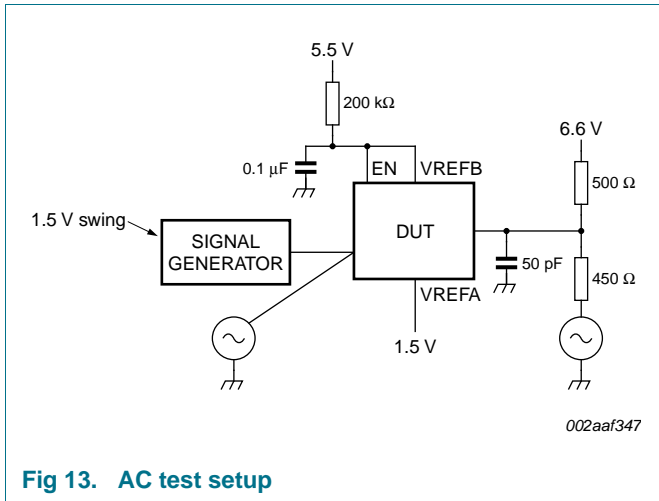 5.5 V
200 kΩ
6.6 V
0.1 μF
EN
VREFB
500 Ω
1.5 V swing
SIGNAL
GENERATOR
DUT
50 pF
450 Ω
VREFA
1.5 V
002aaf347
Fig 13. AC test setup